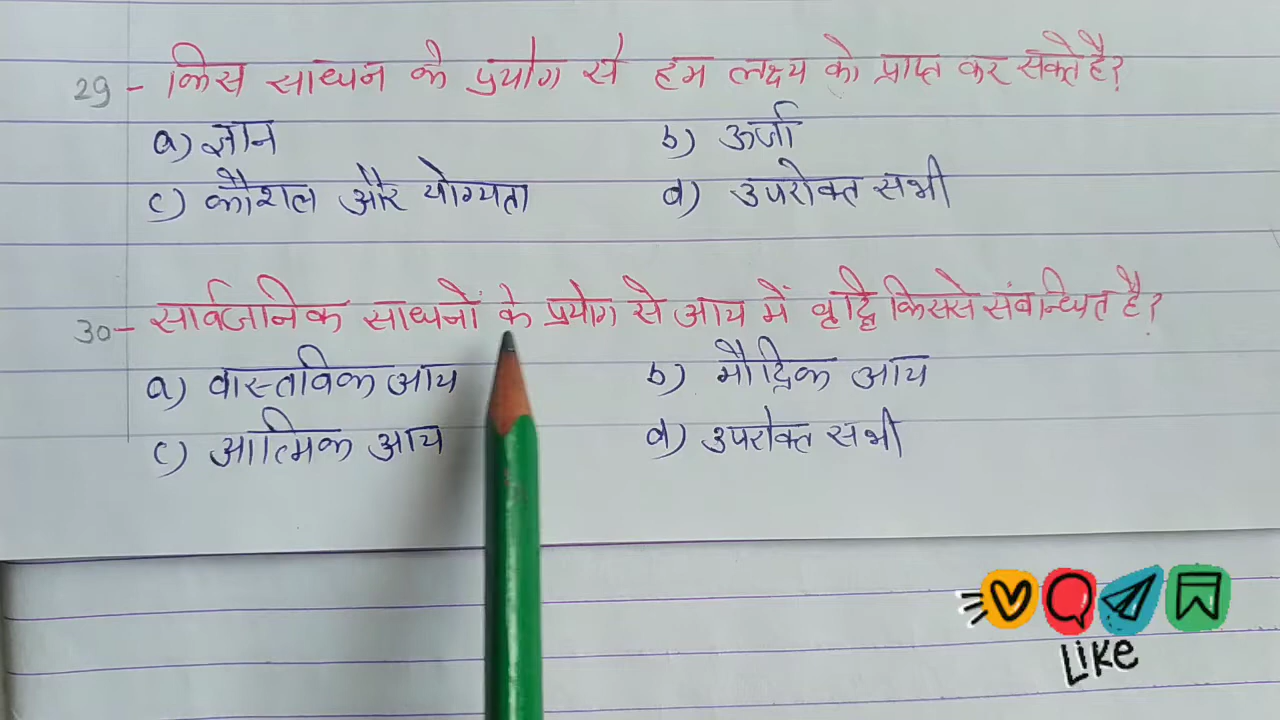 29 - किस साधन के प्रयोग से हम लक्ष्य को प्राप्त कर सकते है?
a) ज्ञान b) ऊर्जा
c) कौशल और योग्यता d) उपरोक्त सभी
30 - सार्वजनिक साधनों के प्रयोग से आय में वृद्धि किससे संबन्धित है?
a) वास्तविक आय b) मौद्रिक आय
c) आत्मिक आय d) उपरोक्त सभी
LiKe